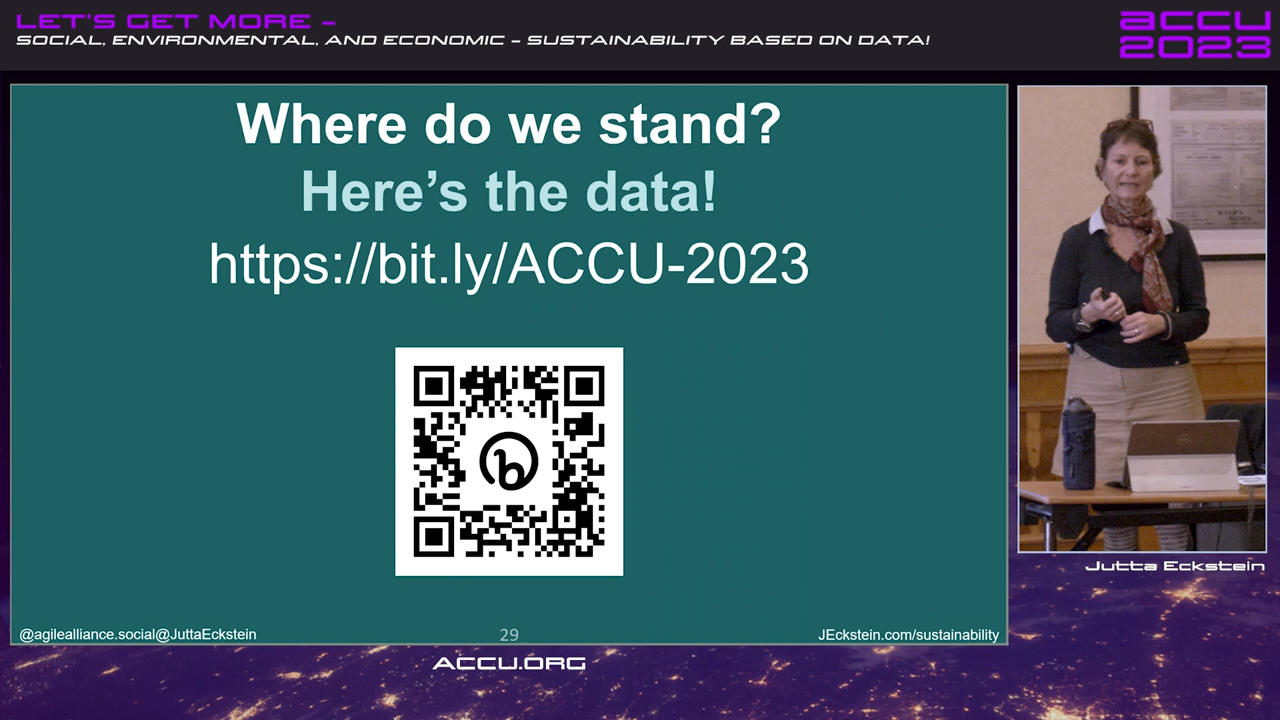 LET'S GET MORE –
SOCIAL, ENVIRONMENTAL, AND ECONOMIC – SUSTAINABILITY BASED ON DATA!
ACCU
2023
Where do we stand?
Here's the data!
https://bit.ly/ACCU-2023
b
@agilealliance.social@JuttaEckstein
29
JEckstein.com/sustainability
Jutta Eckstein
ACCU.ORG